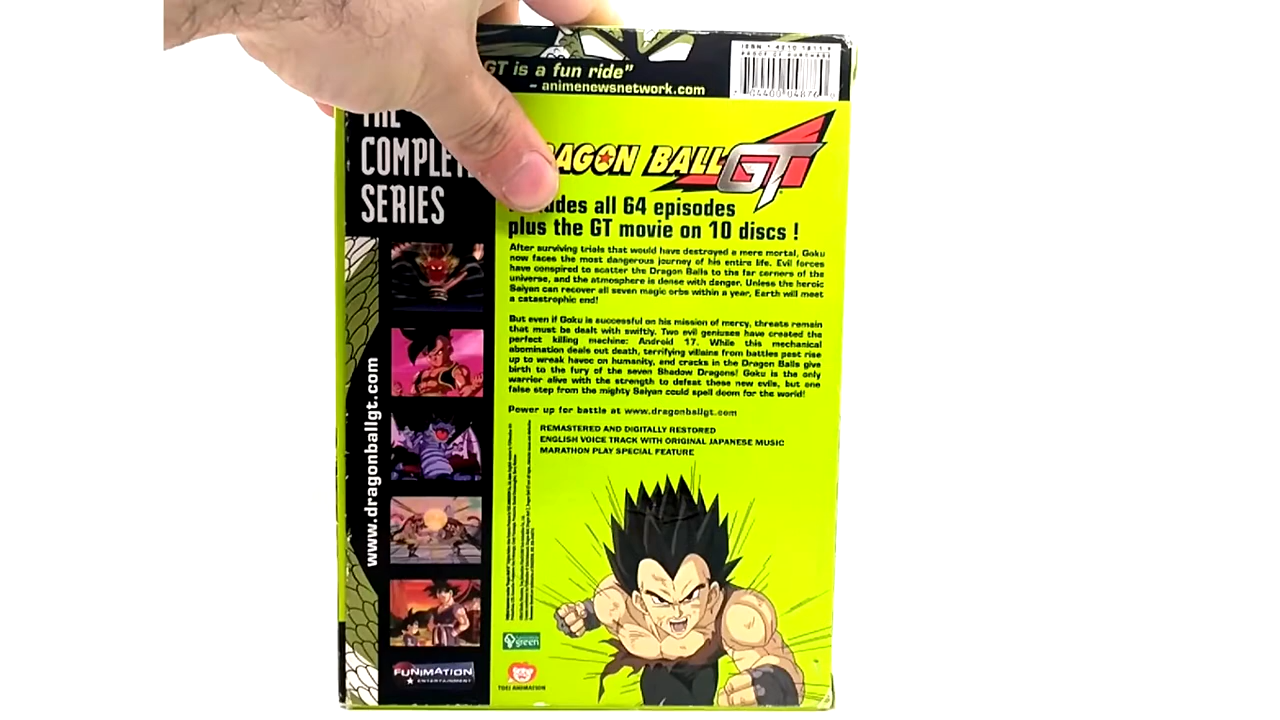 GT is a fun ride”
– animenewsnetwork.com
PROOF OF PURCHASE
THE
COMPLETE
SERIES
DRAGON BALL GT
Includes all 64 episodes
plus the GT movie on 10 discs !
After surviving trials that would have destroyed a mere mortal, Goku
now faces the most dangerous journey of his entire life. Evil forces
have conspired to scatter the Dragon Balls to the far corners of the
universe, and the atmosphere is dense with danger. Unless the heroic
Saiyan can recover all seven magic orbs within a year, Earth will meet
a catastrophic end!
But even if Goku is successful on his mission of mercy, threats remain
that must be dealt with swiftly. Two evil geniuses have created the
perfect killing machine: Android 17. While this mechanical
abomination deals out death, terrifying villains from battles past rise
up to wreak havoc on humanity, and cracks in the Dragon Balls give
birth to the fury of the seven Shadow Dragons! Goku is the only
warrior alive with the strength to defeat these new evils, but one
false step from the mighty Saiyan could spell doom for the world!
Power up for battle at www.dragonballgt.com
REMASTERED AND DIGITALLY RESTORED
ENGLISH VOICE TRACK WITH ORIGINAL JAPANESE MUSIC
MARATHON PLAY SPECIAL FEATURE
www.dragonballgt.com
green
FUNIMATION
ENTERTAINMENT
TOEI ANIMATION